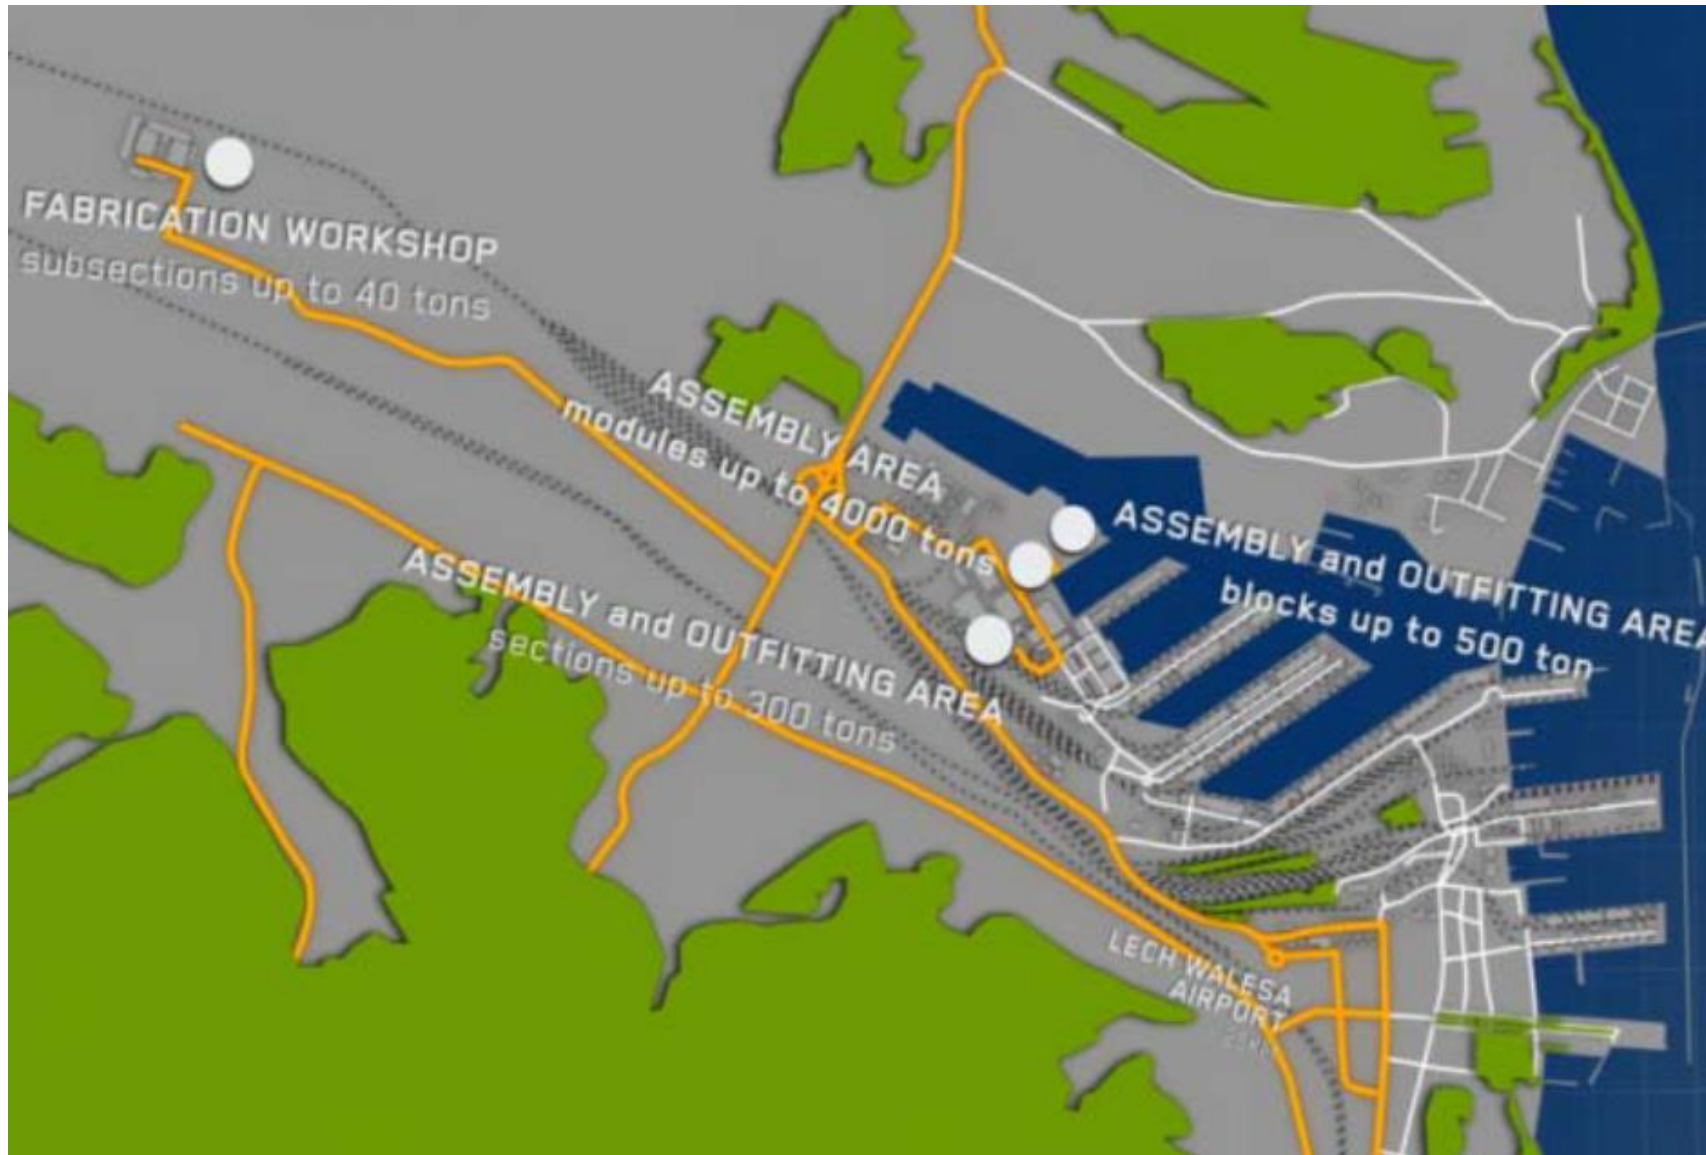 FABRICATION WORKSHOP
subsections up to 40 tons
ASSEMBLY AREA
modules up to 4000 tons
ASSEMBLY and OUTFITTING AREA
blocks up to 500 ton
ASSEMBLY and OUTFITTING AREA
sections up to 300 tons
LECH WALESA
AIRPORT